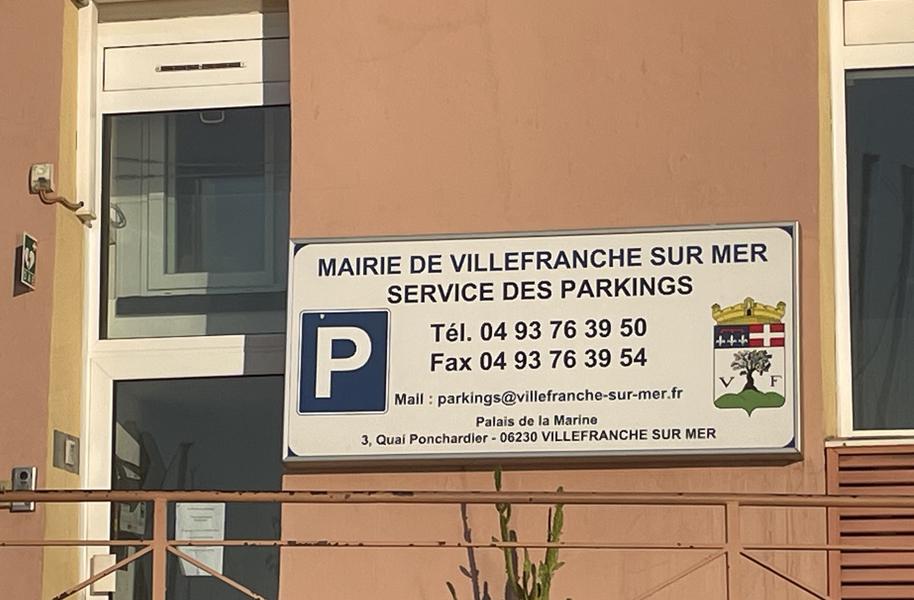 MAIRIE DE VILLEFRANCHE SUR MER
SERVICE DES PARKINGS
P
Tél. 04 93 76 39 50
Fax 04 93 76 39 54
Mail : parkings@villefranche-sur-mer.fr
V F
Palais de la Marine
3, Quai Ponchardier - 06230 VILLEFRANCHE SUR MER